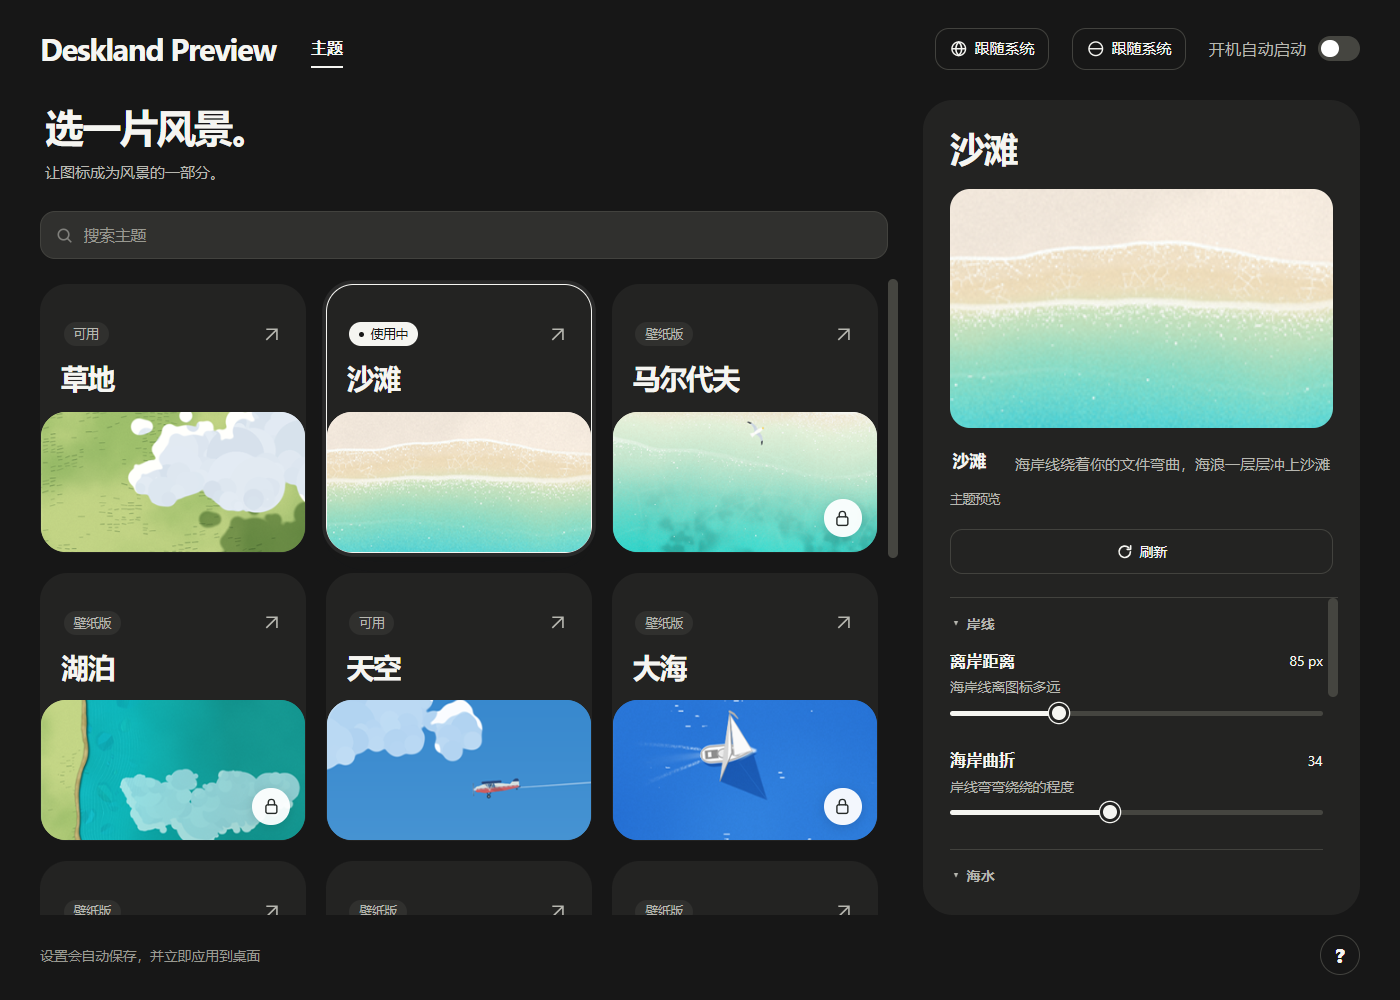 Deskland Preview
主题
跟随系统
跟随系统
开机自动启动
选一片风景。
让图标成为风景的一部分。
搜索主题
可用
草地
使用中
沙滩
壁纸版
马尔代夫
壁纸版
湖泊
可用
天空
壁纸版
大海
壁纸版
壁纸版
壁纸版
沙滩
沙滩 海岸线绕着你的文件弯曲，海浪一层层冲上沙滩
主题预览
刷新
岸线
离岸距离 85 px
海岸线离图标多远
海岸曲折 34
岸线弯弯绕绕的程度
海水
设置会自动保存，并立即应用到桌面
?